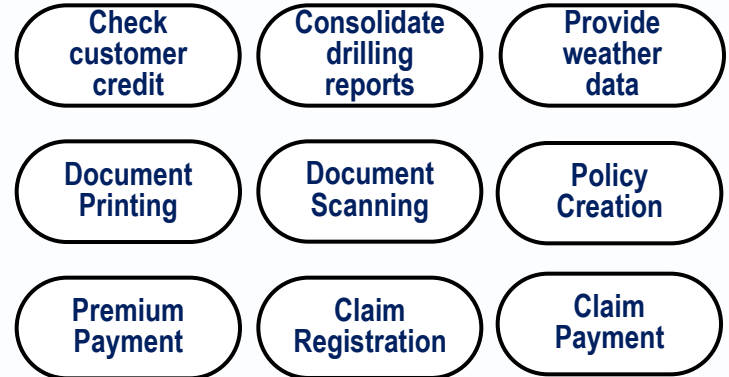 Check
customer
credit
Consolidate
drilling
reports
Provide
weather
data
Document
Printing
Document
Scanning
Policy
Creation
Premium
Payment
Claim
Registration
Claim
Payment